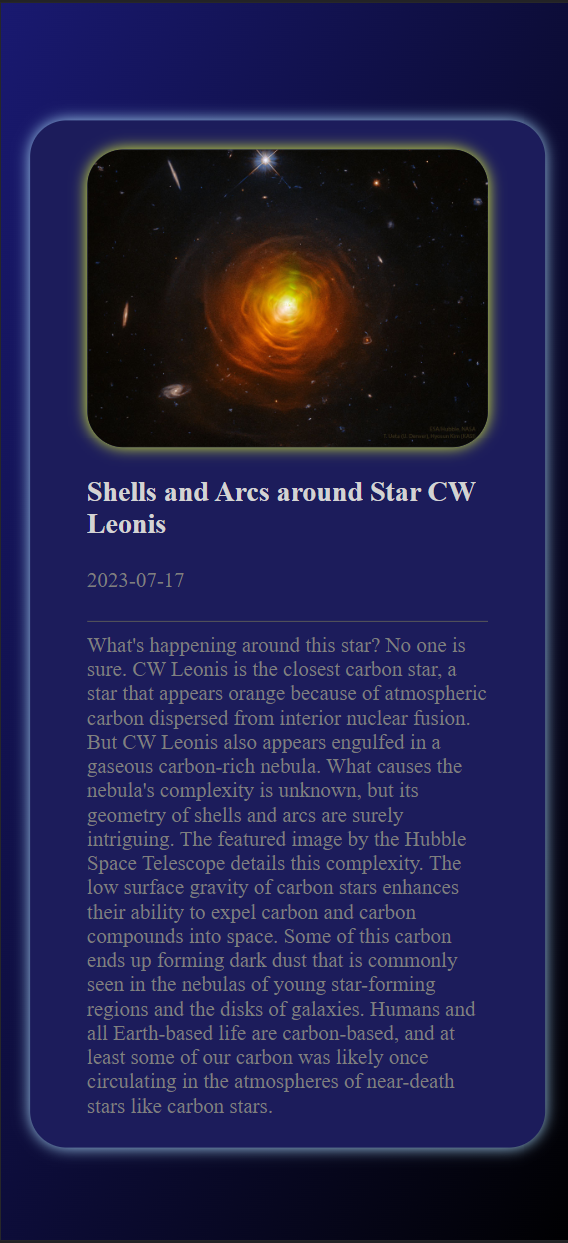 Shells and Arcs around Star CW
Leonis
2023-07-17
What's happening around this star? No one is
sure. CW Leonis is the closest carbon star, a
star that appears orange because of atmospheric
carbon dispersed from interior nuclear fusion.
But CW Leonis also appears engulfed in a
gaseous carbon-rich nebula. What causes the
nebula's complexity is unknown, but its
geometry of shells and arcs are surely
intriguing. The featured image by the Hubble
Space Telescope details this complexity. The
low surface gravity of carbon stars enhances
their ability to expel carbon and carbon
compounds into space. Some of this carbon
ends up forming dark dust that is commonly
seen in the nebulas of young star-forming
regions and the disks of galaxies. Humans and
all Earth-based life are carbon-based, and at
least some of our carbon was likely once
circulating in the atmospheres of near-death
stars like carbon stars.